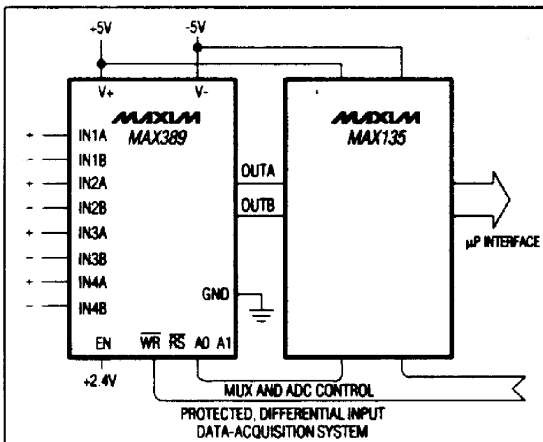 +5V -5V
V+ V-
MAXIM MAX389
MAXIM MAX135
+ IN1A
- IN1B
+ IN2A
- IN2B
+ IN3A
- IN3B
+ IN4A
- IN4B
OUTA
OUTB
GND
µP INTERFACE
EN WR RS A0 A1
+2.4V
MUX AND ADC CONTROL
PROTECTED, DIFFERENTIAL INPUT
DATA-ACQUISITION SYSTEM